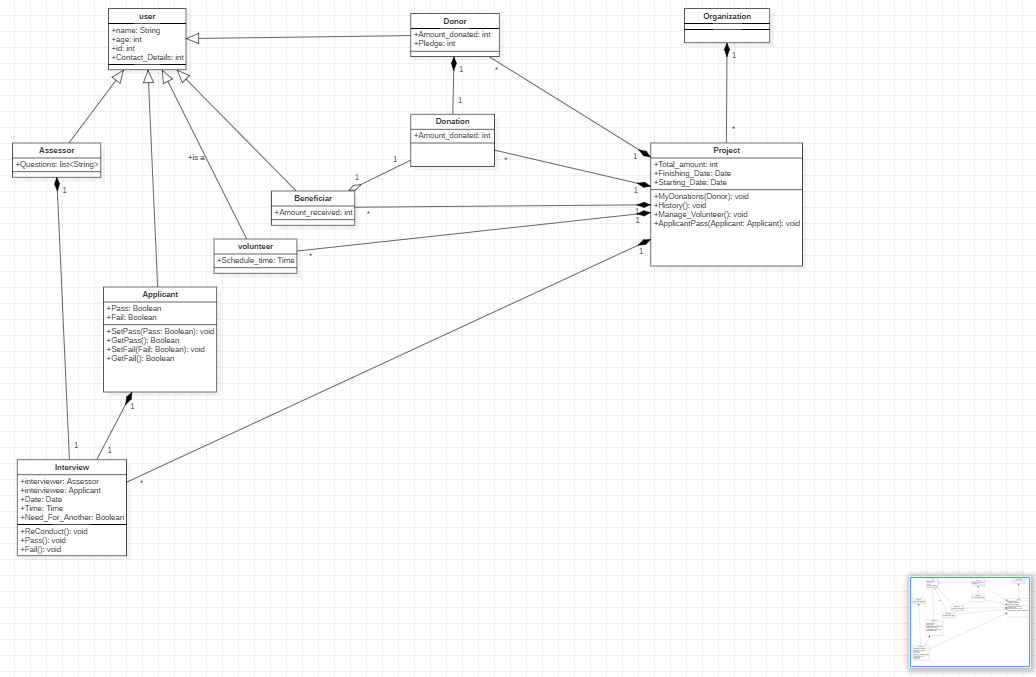 user
+name: String
+age: int
+id: int
+Contact_Details: int
Donor
+Amount_donated: int
+Pledge: int
Organization
1
*
1
*
1
Donation
+Amount_donated: int
Assessor
+Questions: list<String>
1
+is a
1
1
*
1
1
Project
+Total_amount: int
+Finishing_Date: Date
+Starting_Date: Date
+MyDonations(Donor): void
+History(): void
+Manage_Volunteer(): void
+ApplicantPass(Applicant: Applicant): void
Beneficiar
+Amount_received: int
*
1
1
volunteer
+Schedule_time: Time
*
1
Applicant
+Pass: Boolean
+Fail: Boolean
+SetPass(Pass: Boolean): void
+GetPass(): Boolean
+SetFail(Fail: Boolean): void
+GetFail(): Boolean
1
1
1
Interview
+interviewer: Assessor
+interviewee: Applicant
+Date: Date
+Time: Time
+Need_For_Another: Boolean
+ReConduct(): void
+Pass(): void
+Fail(): void
*